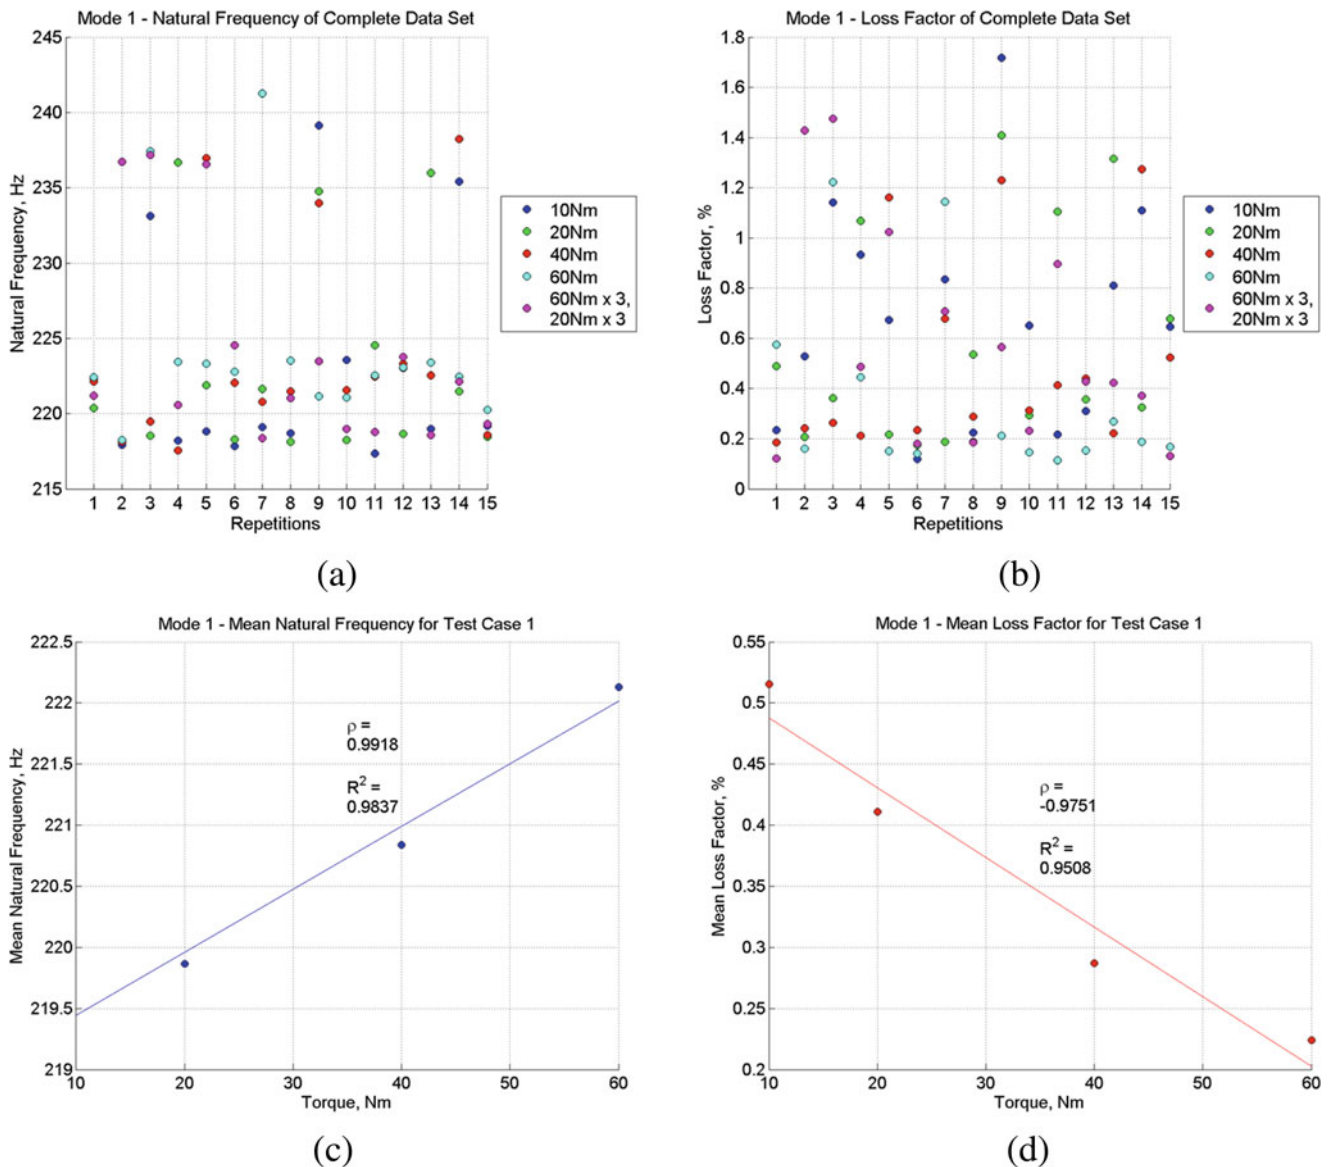 Mode 1 - Natural Frequency of Complete Data Set
245
240
235
230
225
220
215
Natural Frequency, Hz
1 2 3 4 5 6 7 8 9 10 11 12 13 14 15
Repetitions
10Nm
20Nm
40Nm
60Nm
60Nm x 3,
20Nm x 3
(a)
Mode 1 - Loss Factor of Complete Data Set
1.8
1.6
1.4
1.2
1
0.8
0.6
0.4
0.2
0
Loss Factor, %
1 2 3 4 5 6 7 8 9 10 11 12 13 14 15
Repetitions
10Nm
20Nm
40Nm
60Nm
60Nm x 3,
20Nm x 3
(b)
Mode 1 - Mean Natural Frequency for Test Case 1
222.5
222
221.5
221
220.5
220
219.5
219
Mean Natural Frequency, Hz
ρ =
0.9918
R² =
0.9837
10 20 30 40 50 60
Torque, Nm
(c)
Mode 1 - Mean Loss Factor for Test Case 1
0.55
0.5
0.45
0.4
0.35
0.3
0.25
0.2
Mean Loss Factor, %
ρ =
-0.9751
R² =
0.9508
10 20 30 40 50 60
Torque, Nm
(d)